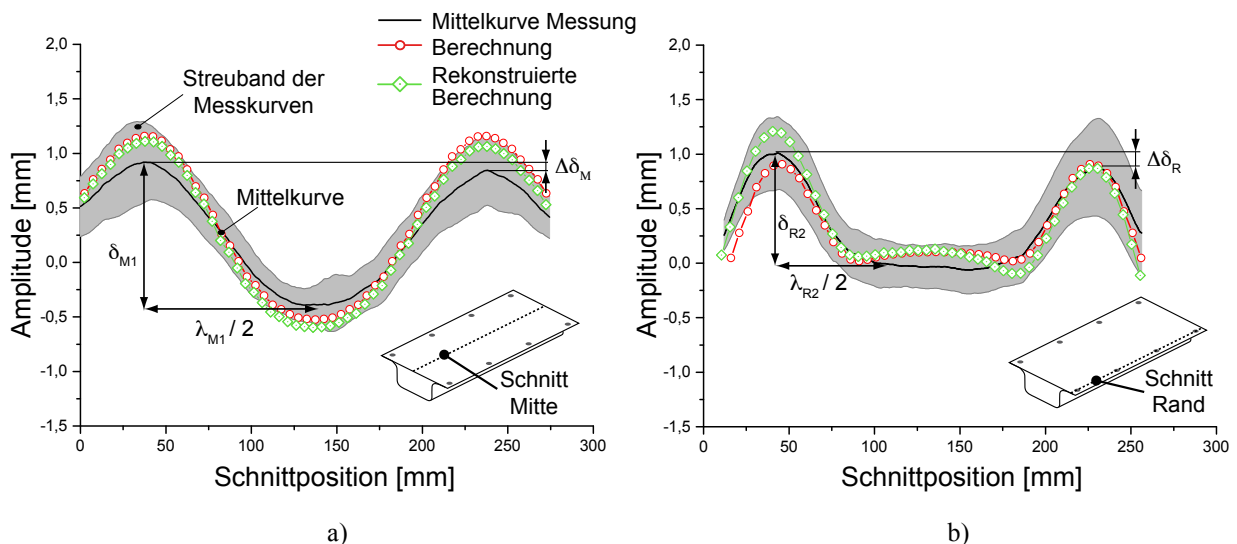 Mittelkurve Messung
Berechnung
Rekonstruierte
Berechnung
2,0
1,5
1,0
0,5
0,0
-0,5
-1,0
-1,5
Amplitude [mm]
Streuband der
Messkurven
Mittelkurve
δM1
λM1 / 2
ΔδM
Schnitt
Mitte
0 50 100 150 200 250 300
Schnittposition [mm]
a)
2,0
1,5
1,0
0,5
0,0
-0,5
-1,0
-1,5
Amplitude [mm]
δR2
λR2 / 2
ΔδR
Schnitt
Rand
0 50 100 150 200 250 300
Schnittposition [mm]
b)